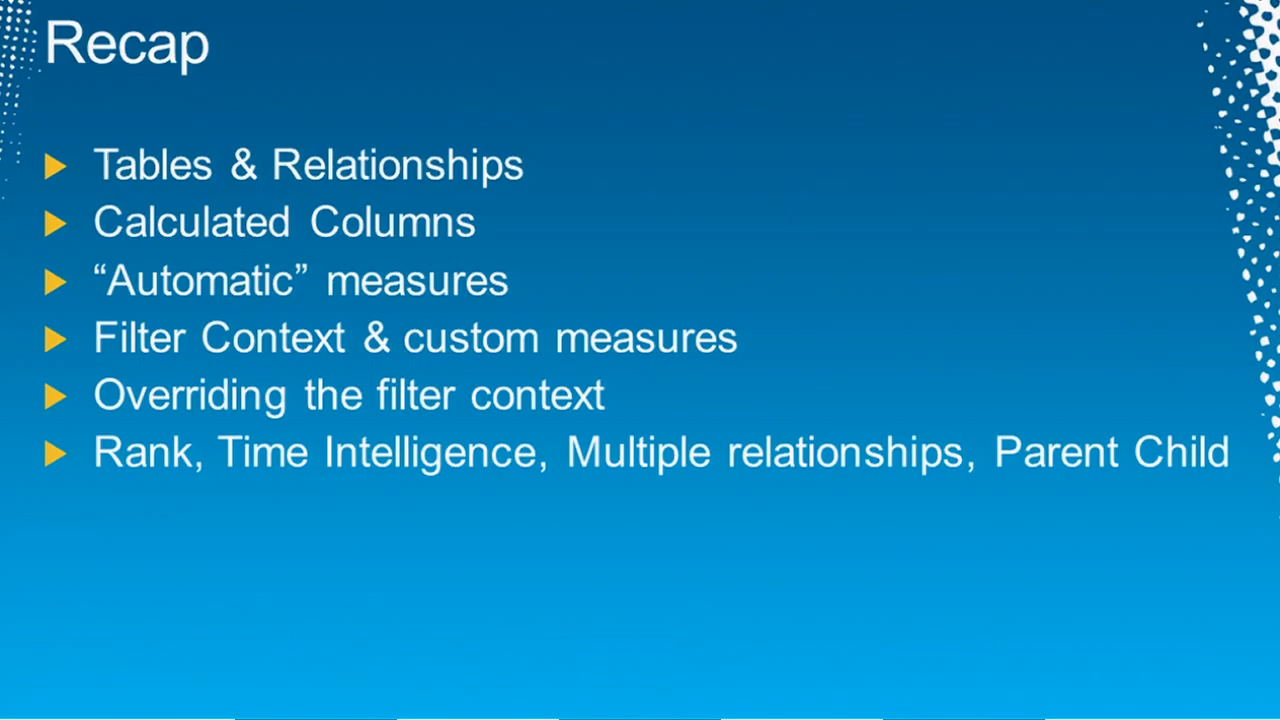 Recap
Tables & Relationships
Calculated Columns
“Automatic” measures
Filter Context & custom measures
Overriding the filter context
Rank, Time Intelligence, Multiple relationships, Parent Child